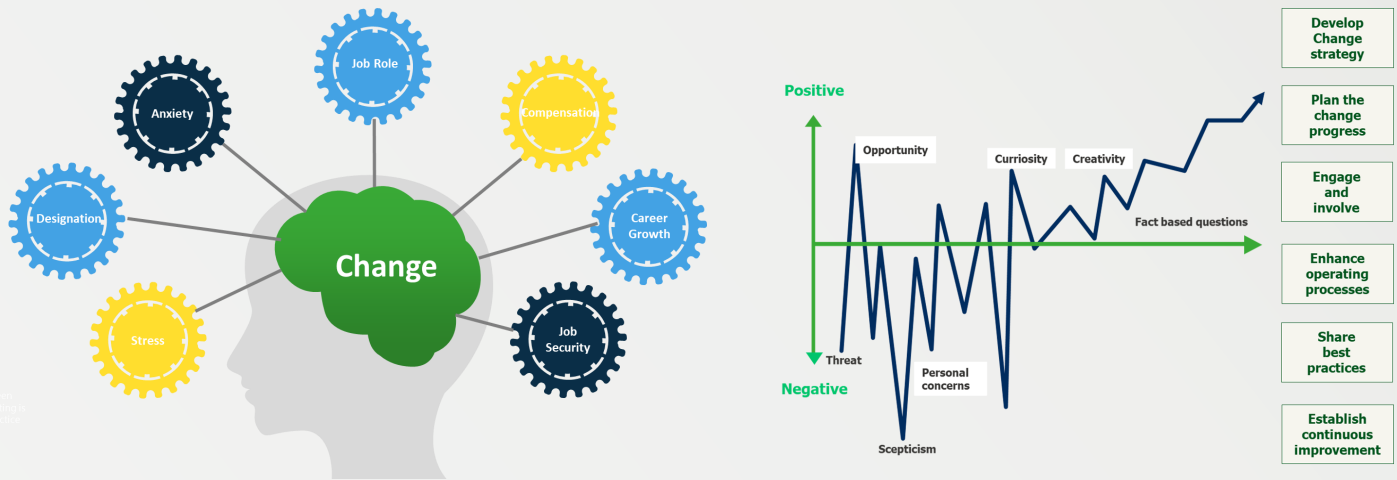 Job Role
Anxiety
Compensation
Designation
Career
Growth
Change
Stress
Job
Security
Positive
Opportunity
Curriosity
Creativity
Fact based questions
Threat
Personal
concerns
Negative
Scepticism
Develop
Change
strategy
Plan the
change
progress
Engage
and
involve
Enhance
operating
processes
Share
best
practices
Establish
continuous
improvement